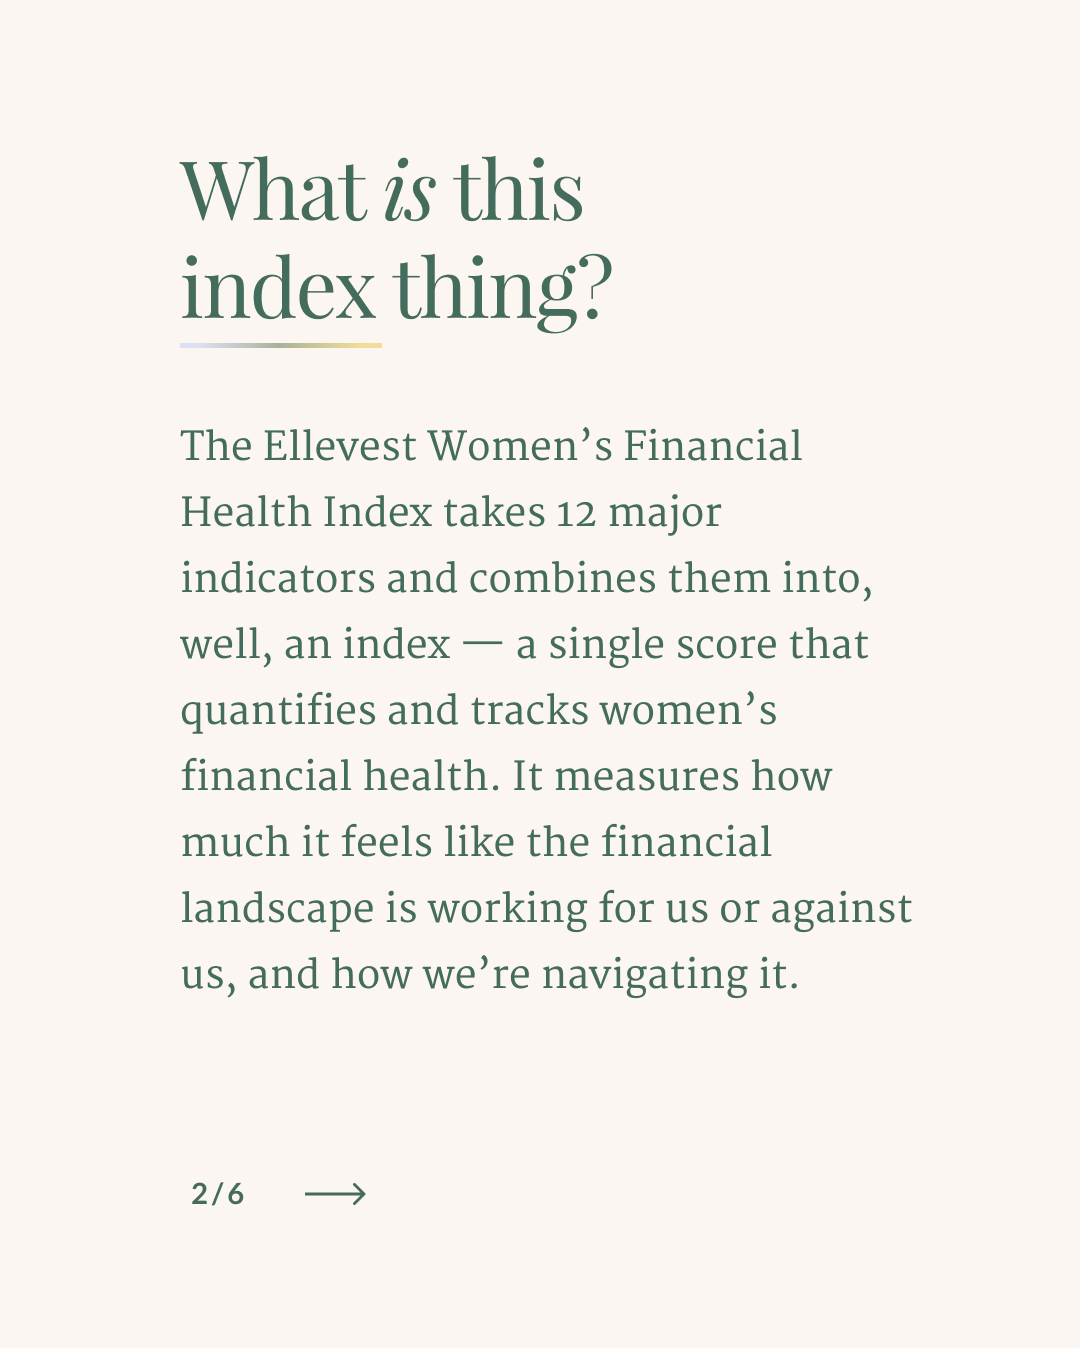 What is this
index thing?
The Ellevest Women’s Financial
Health Index takes 12 major
indicators and combines them into,
well, an index — a single score that
quantifies and tracks women’s
financial health. It measures how
much it feels like the financial
landscape is working for us or against
us, and how we’re navigating it.
2/6